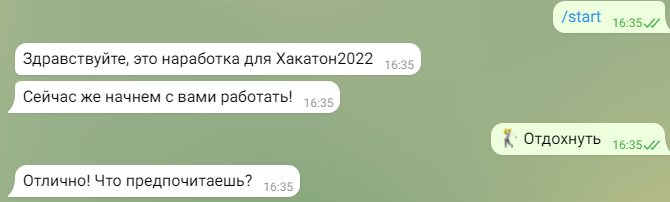 /start 16:35
Здравствуйте, это наработка для Хакатон2022 16:35
Сейчас же начнем с вами работать! 16:35
Отдохнуть 16:35
Отлично! Что предпочитаешь? 16:35